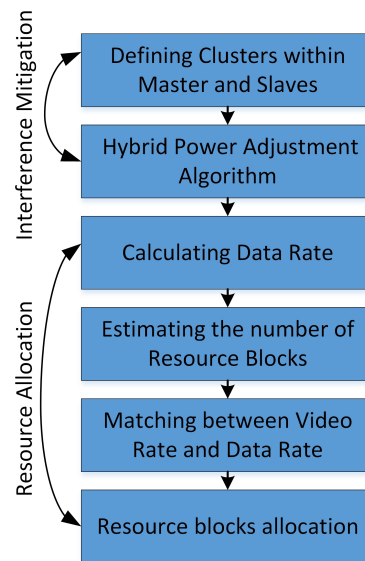 Interference Mitigation
Defining Clusters within
Master and Slaves
Hybrid Power Adjustment
Algorithm
Resource Allocation
Calculating Data Rate
Estimating the number of
Resource Blocks
Matching between Video
Rate and Data Rate
Resource blocks allocation